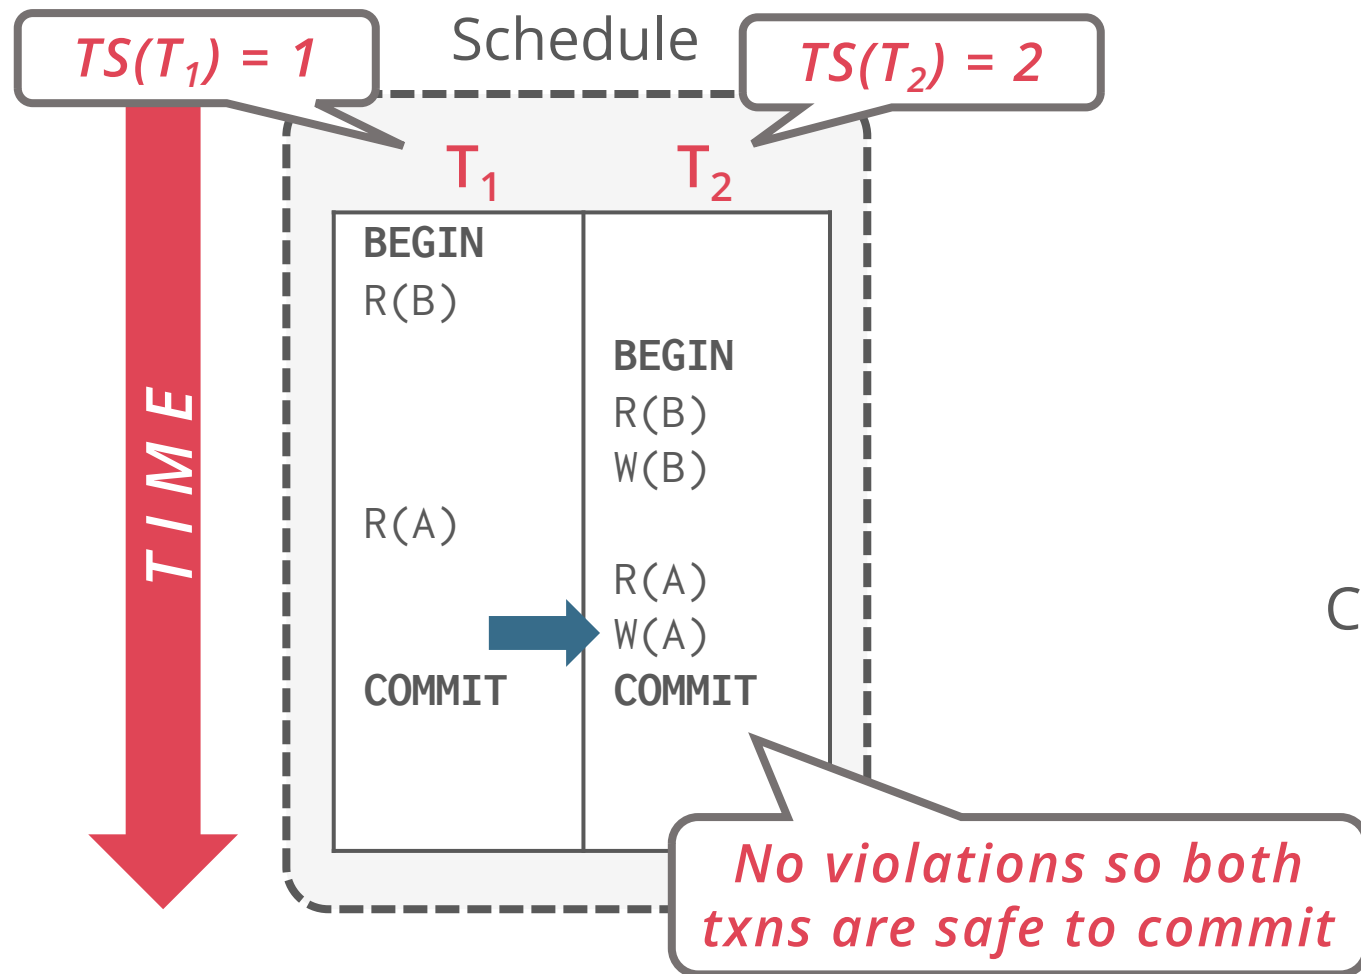 Schedule
TS(T1) = 1
TS(T2) = 2
T1 T2
BEGIN
R(B)
BEGIN
R(B)
W(B)
R(A)
R(A)
W(A)
COMMIT COMMIT
TIME
No violations so both
txns are safe to commit
C